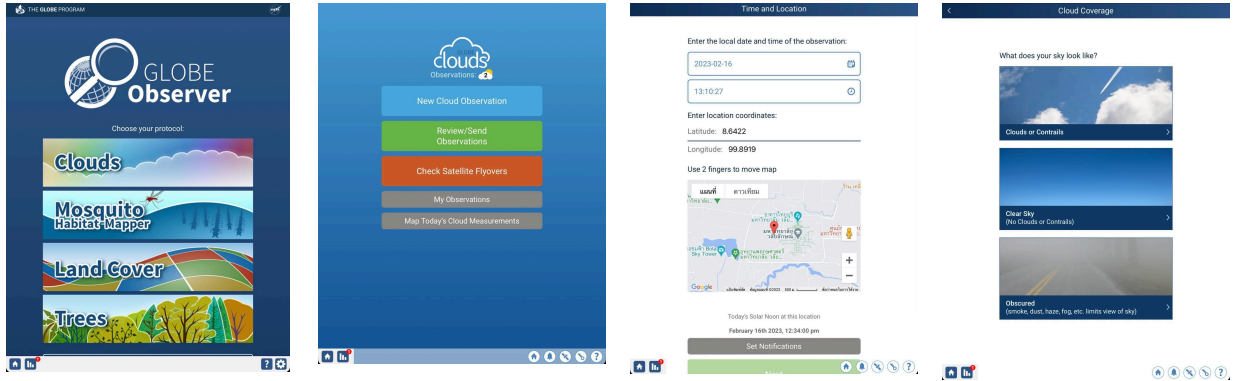 THE GLOBE PROGRAM
NASA
GLOBE
Observer
Choose your protocol:
Clouds
Mosquito
Habitat Mapper
Land Cover
Trees
GLOBE
clouds
Observations: 2
New Cloud Observation
Review/Send
Observations
Check Satellite Flyovers
My Observations
Map Today's Cloud Measurements
Time and Location
Enter the local date and time of the observation:
2023-02-16
13:10:27
Enter location coordinates:
Latitude: 8.6422
Longitude: 99.8919
Use 2 fingers to move map
แผนที่
ดาวเทียม
Sky Tower
Google
Today's Solar Noon at this location
February 16th 2023, 12:34:00 pm
Set Notifications
Cloud Coverage
What does your sky look like?
Clouds or Contrails
Clear Sky
(No Clouds or Contrails)
Obscured
(smoke, dust, haze, fog, etc. limits view of sky)